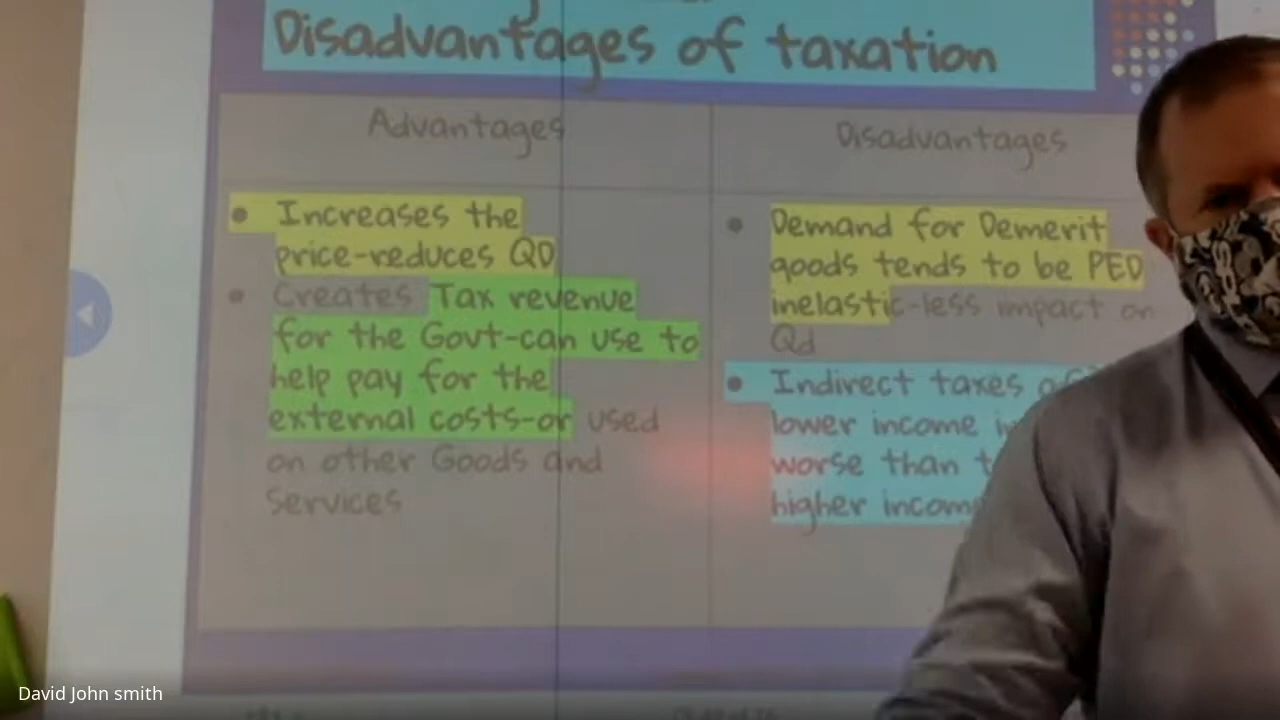 Disadvantages of taxation
Advantages
Disadvantages
• Increases the
price-reduces QD
• Creates Tax revenue
for the Govt-can use to
help pay for the
external costs-or used
on other Goods and
Services
• Demand for Demerit
goods tends to be PED
inelastic-less impact on
Qd
• Indirect taxes
lower income
worse than
higher income
David John smith